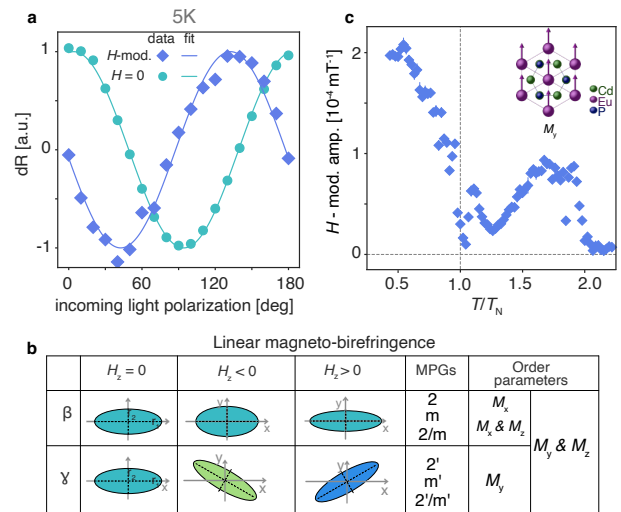 a
5K
data fit
H-mod.
H = 0
1
0
-1
dR [a.u.]
0 60 120 180
incoming light polarization [deg]
c
2
1
0
H - mod. amp. [10⁻⁴ mT⁻¹]
0.5 1.0 1.5 2.0
T/T_N
Cd
Eu
P
M_y
b
Linear magneto-birefringence
H_z = 0 H_z < 0 H_z > 0 MPGs Order
parameters
β
y
y
x
x
x
2
m
2/m
M_x
M_x & M_z
M_y & M_z
γ
y
y
x
x
x
2'
m'
2'/m'
M_y